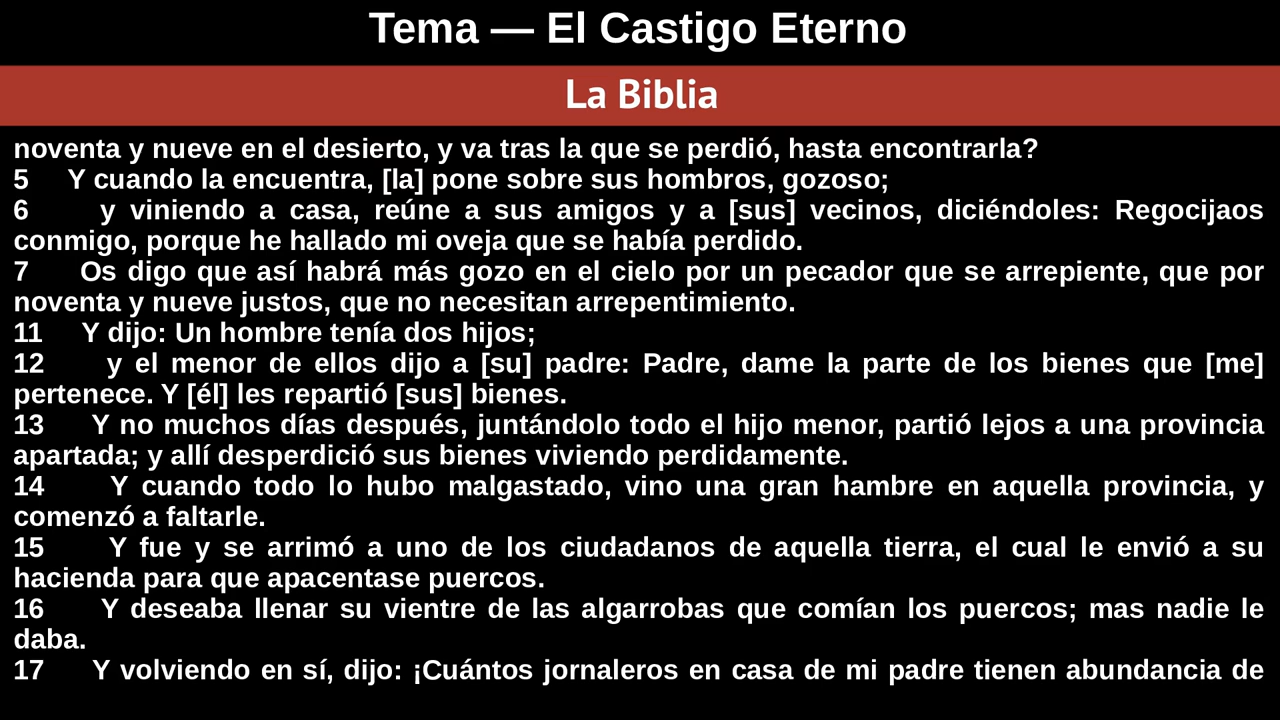 Tema — El Castigo Eterno
La Biblia
noventa y nueve en el desierto, y va tras la que se perdió, hasta encontrarla?
5 Y cuando la encuentra, [la] pone sobre sus hombros, gozoso;
6 y viniendo a casa, reúne a sus amigos y a [sus] vecinos, diciéndoles: Regocijaos
conmigo, porque he hallado mi oveja que se había perdido.
7 Os digo que así habrá más gozo en el cielo por un pecador que se arrepiente, que por
noventa y nueve justos, que no necesitan arrepentimiento.
11 Y dijo: Un hombre tenía dos hijos;
12 y el menor de ellos dijo a [su] padre: Padre, dame la parte de los bienes que [me]
pertenece. Y [él] les repartió [sus] bienes.
13 Y no muchos días después, juntándolo todo el hijo menor, partió lejos a una provincia
apartada; y allí desperdició sus bienes viviendo perdidamente.
14 Y cuando todo lo hubo malgastado, vino una gran hambre en aquella provincia, y
comenzó a faltarle.
15 Y fue y se arrimó a uno de los ciudadanos de aquella tierra, el cual le envió a su
hacienda para que apacentase puercos.
16 Y deseaba llenar su vientre de las algarrobas que comían los puercos; mas nadie le
daba.
17 Y volviendo en sí, dijo: ¡Cuántos jornaleros en casa de mi padre tienen abundancia de